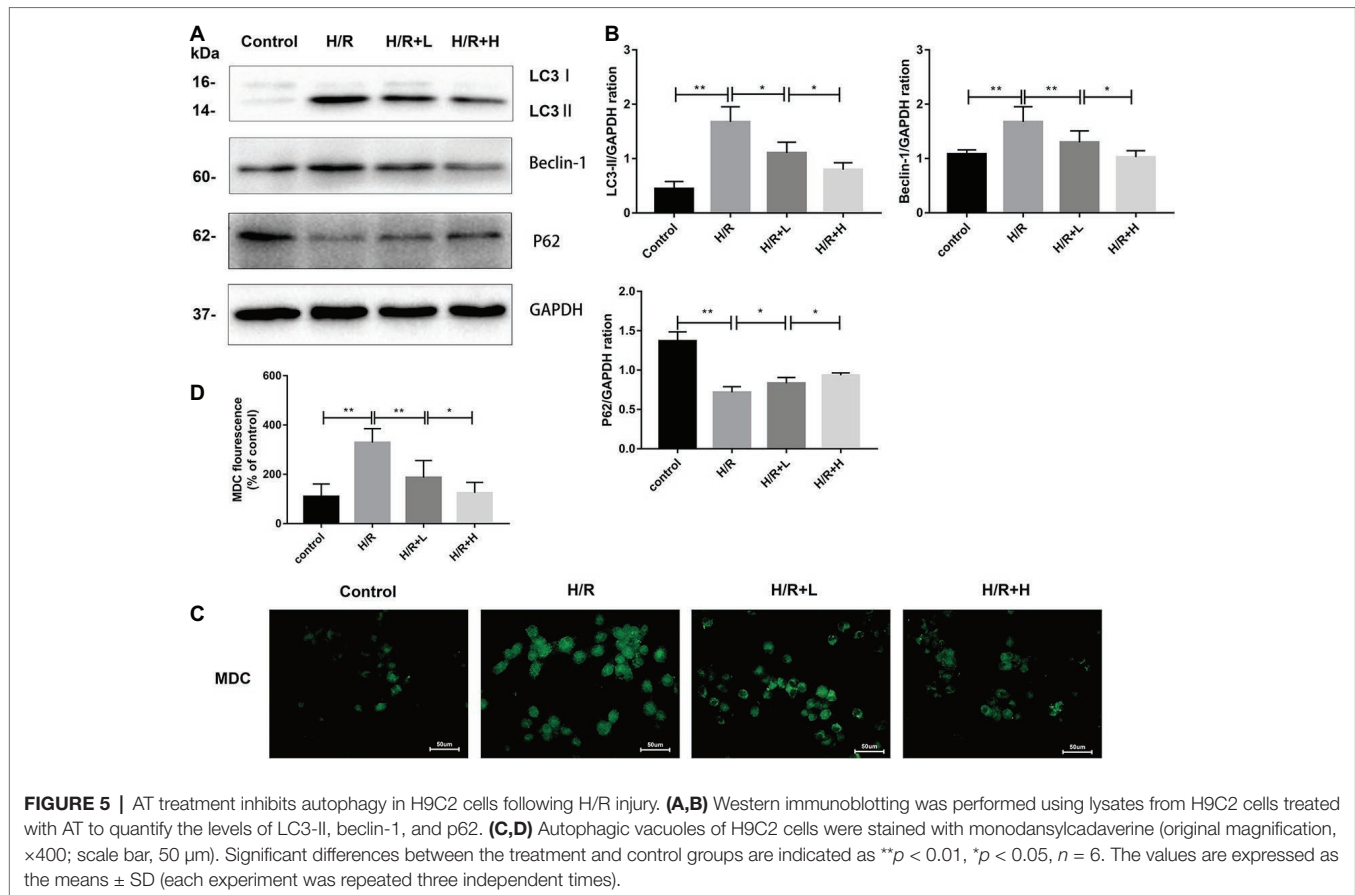 A
kDa
Control H/R H/R+L H/R+H
16-
14-
LC3 I
LC3 II
60-
Beclin-1
62-
P62
37-
GAPDH
B
LC3-II/GAPDH ration
3
2
1
0
** * *
Control H/R H/R+L H/R+H
Beclin-1/GAPDH ration
3
2
1
0
** ** *
Control H/R H/R+L H/R+H
P62/GAPDH ration
2.0
1.5
1.0
0.5
0.0
** * *
control H/R H/R+L H/R+H
D
MDC flourescence
(% of control)
600
400
200
0
** ** *
control H/R H/R+L H/R+H
C
Control H/R H/R+L H/R+H
MDC
50um 50um 50um 50um
FIGURE 5 | AT treatment inhibits autophagy in H9C2 cells following H/R injury. (A,B) Western immunoblotting was performed using lysates from H9C2 cells treated
with AT to quantify the levels of LC3-II, beclin-1, and p62. (C,D) Autophagic vacuoles of H9C2 cells were stained with monodansylcadaverine (original magnification,
×400; scale bar, 50 μm). Significant differences between the treatment and control groups are indicated as **p < 0.01, *p < 0.05, n = 6. The values are expressed as
the means ± SD (each experiment was repeated three independent times).